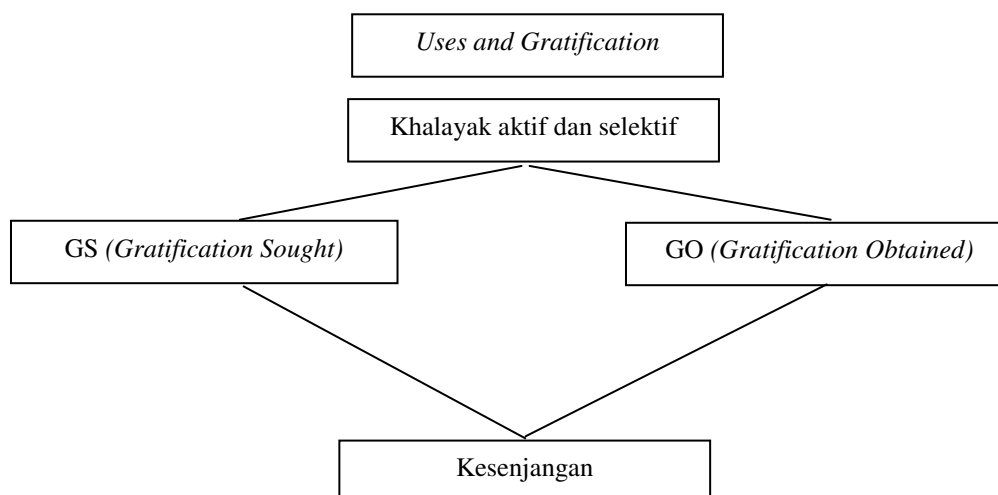 Uses and Gratification
Khalayak aktif dan selektif
GS (Gratification Sought)
GO (Gratification Obtained)
Kesenjangan